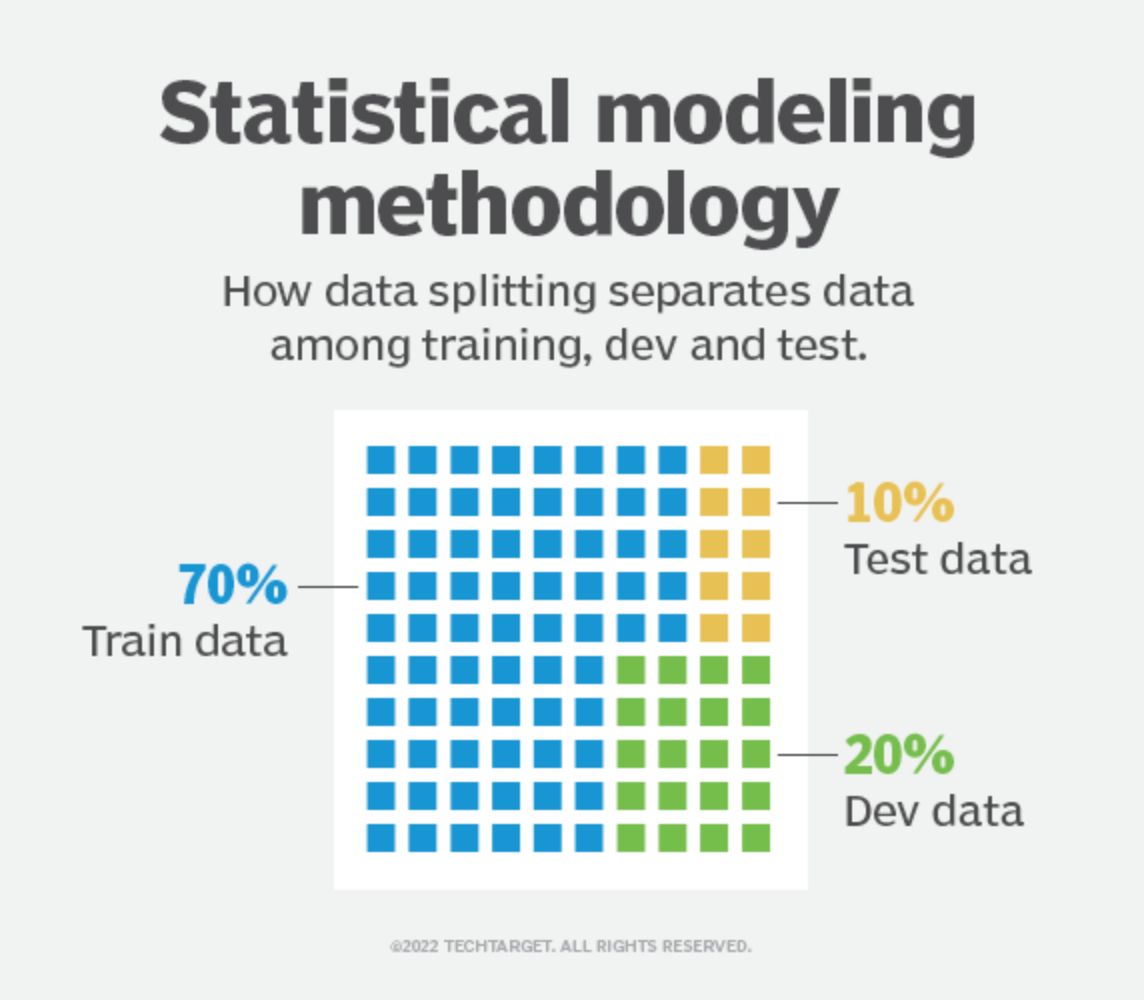 Statistical modeling
methodology
How data splitting separates data
among training, dev and test.
70%
Train data
10%
Test data
20%
Dev data
©2022 TECHTARGET. ALL RIGHTS RESERVED.